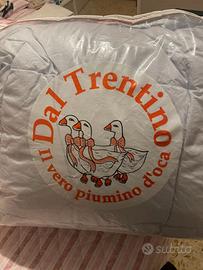 Dal Trentino
Il vero piumino d'oca
subito